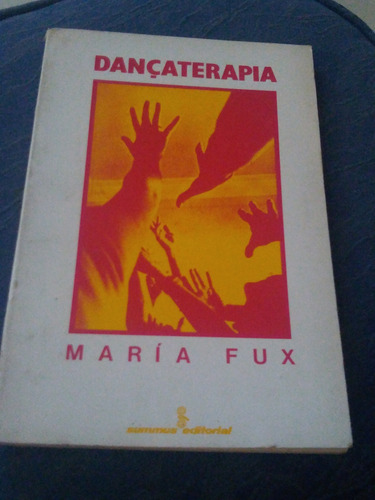 DANÇATERAPIA
MARÍA FUX
summus editorial